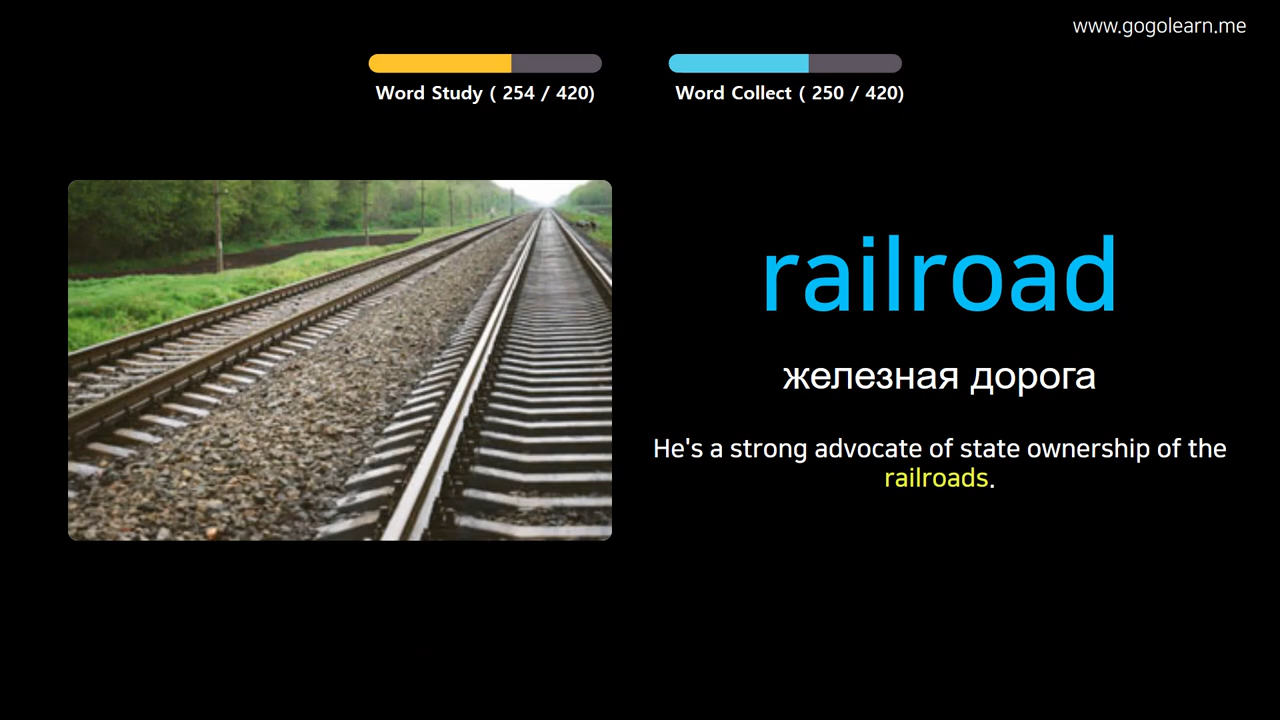 www.gogolearn.me
Word Study ( 254 / 420)
Word Collect ( 250 / 420)
railroad
железная дорога
He's a strong advocate of state ownership of the
railroads.